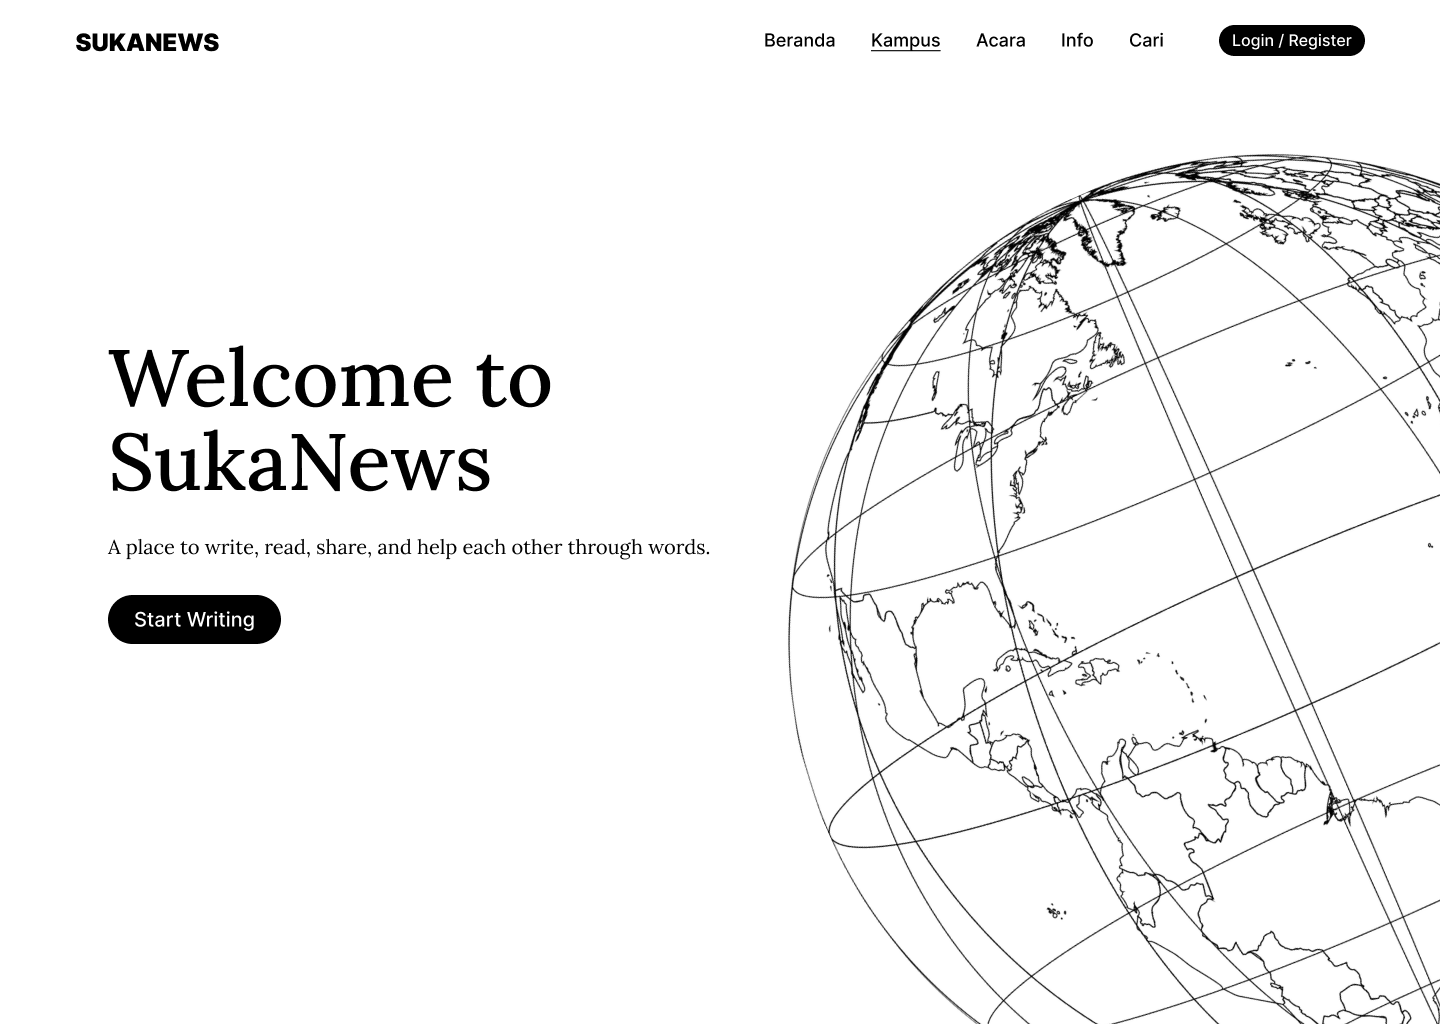 SUKANEWS
Beranda Kampus Acara Info Cari Login / Register
Welcome to
SukaNews
A place to write, read, share, and help each other through words.
Start Writing